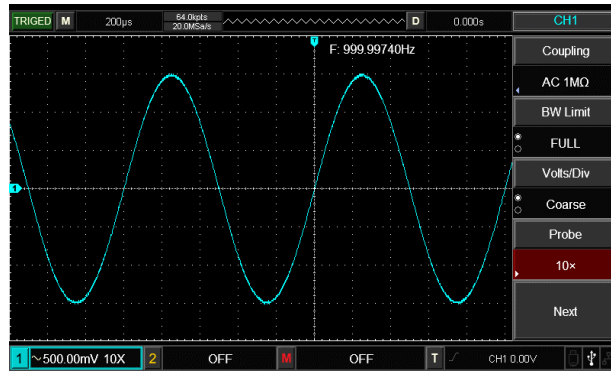 TRIGED M 200µs 64.0kpts D 0.000s CH1
20.0MSa/s
T
F: 999.99740Hz
Coupling
AC 1MΩ
BW Limit
FULL
Volts/Div
1
Coarse
Probe
10×
Next
1 ~500.00mV 10X 2 OFF M OFF T CH1 0.00V